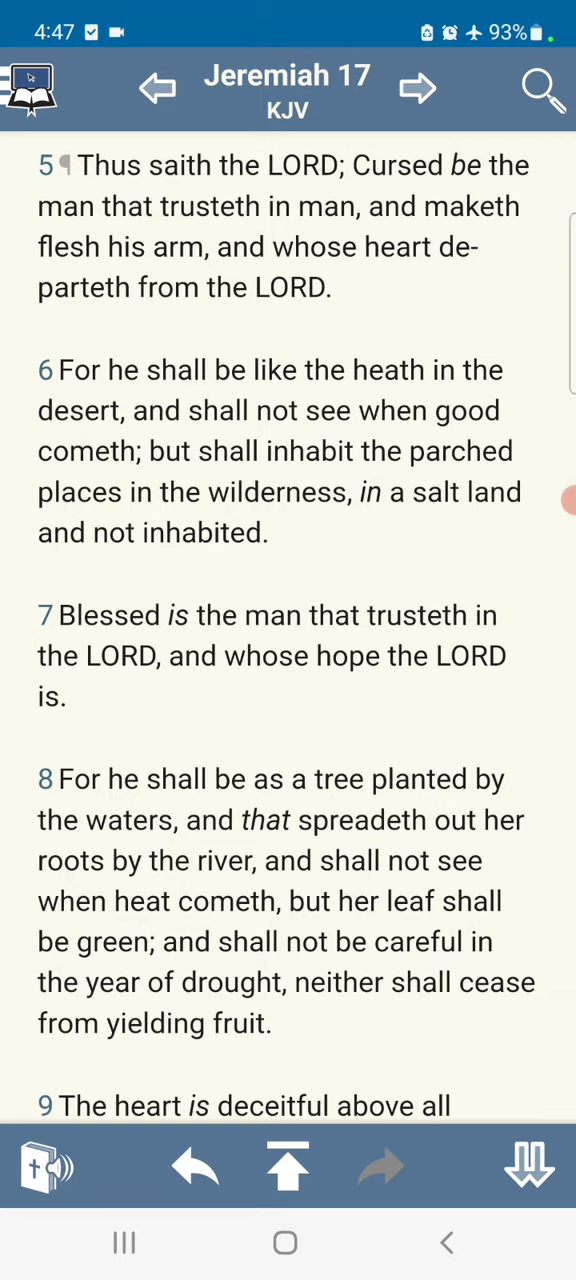 4:47
93%
Jeremiah 17
KJV
5 ¶ Thus saith the LORD; Cursed be the
man that trusteth in man, and maketh
flesh his arm, and whose heart de-
parteth from the LORD.
6 For he shall be like the heath in the
desert, and shall not see when good
cometh; but shall inhabit the parched
places in the wilderness, in a salt land
and not inhabited.
7 Blessed is the man that trusteth in
the LORD, and whose hope the LORD
is.
8 For he shall be as a tree planted by
the waters, and that spreadeth out her
roots by the river, and shall not see
when heat cometh, but her leaf shall
be green; and shall not be careful in
the year of drought, neither shall cease
from yielding fruit.
9 The heart is deceitful above all